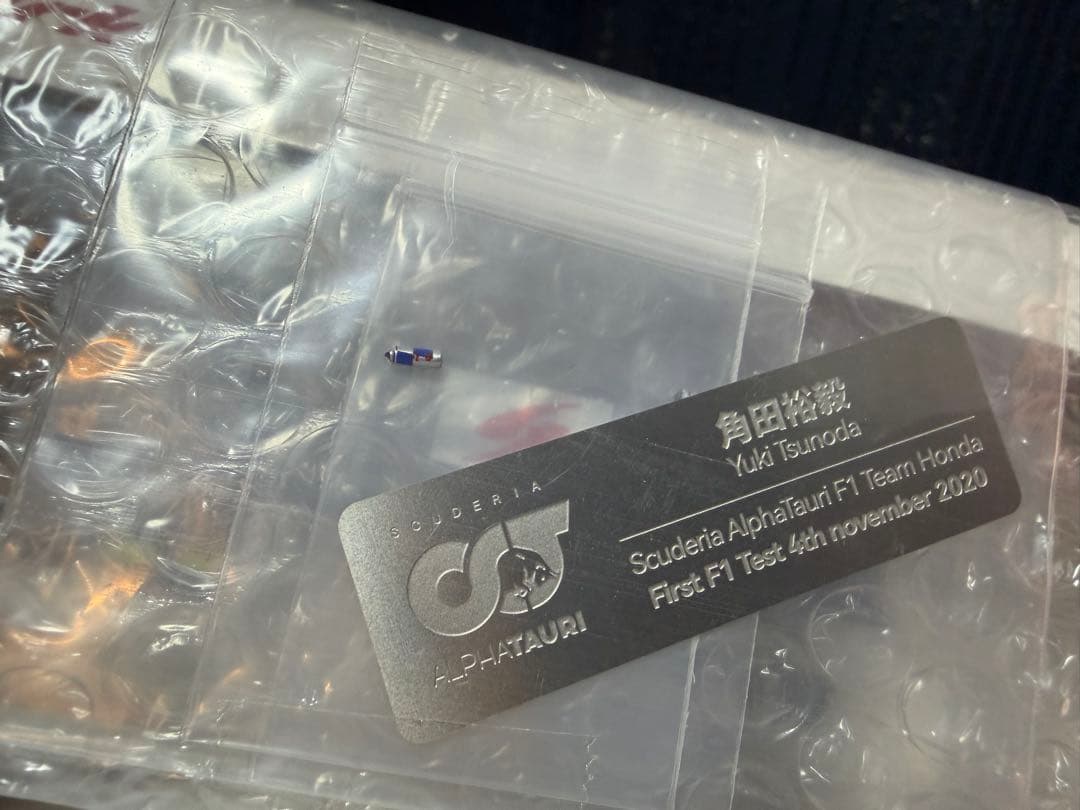 SCUDERIA
ALPHATAURI
角田裕毅
Yuki Tsunoda
Scuderia AlphaTauri F1 Team Honda
First F1 Test 4th november 2020